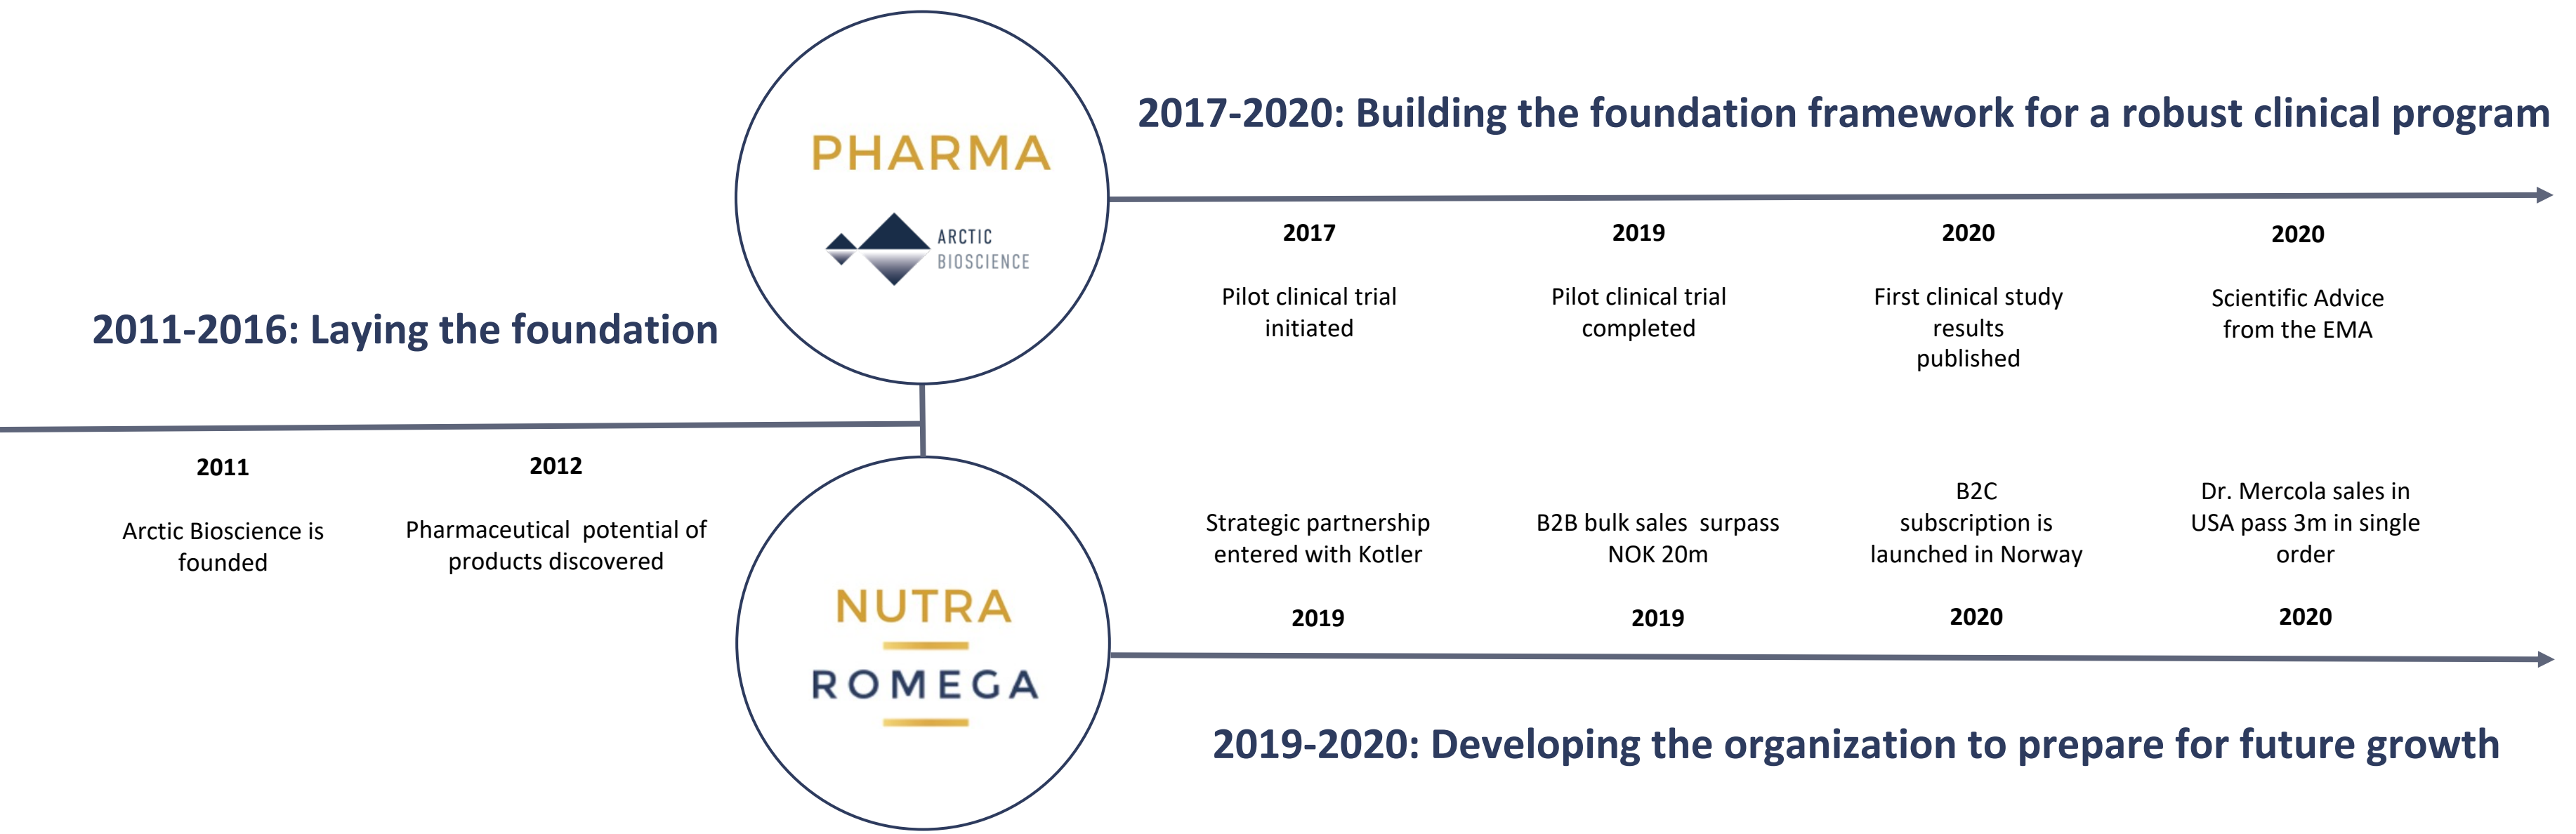 PHARMA
ARCTIC
BIOSCIENCE
2017-2020: Building the foundation framework for a robust clinical program
2017
Pilot clinical trial
initiated
2019
Pilot clinical trial
completed
2020
First clinical study
results
published
2020
Scientific Advice
from the EMA
2011-2016: Laying the foundation
2011
Arctic Bioscience is
founded
2012
Pharmaceutical potential of
products discovered
NUTRA
ROMEGA
Strategic partnership
entered with Kotler
2019
B2B bulk sales surpass
NOK 20m
2019
B2C
subscription is
launched in Norway
2020
Dr. Mercola sales in
USA pass 3m in single
order
2020
2019-2020: Developing the organization to prepare for future growth